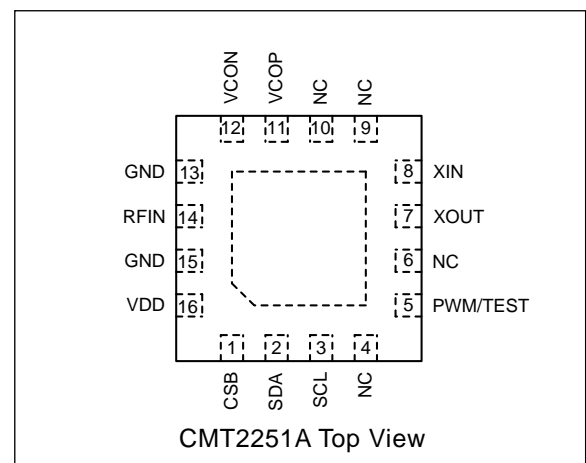 VCON
VCOP
NC
NC
12
11
10
9
GND 13
8 XIN
RFIN 14
7 XOUT
GND 15
6 NC
VDD 16
5 PWM/TEST
1
2
3
4
CSB
SDA
SCL
NC
CMT2251A Top View